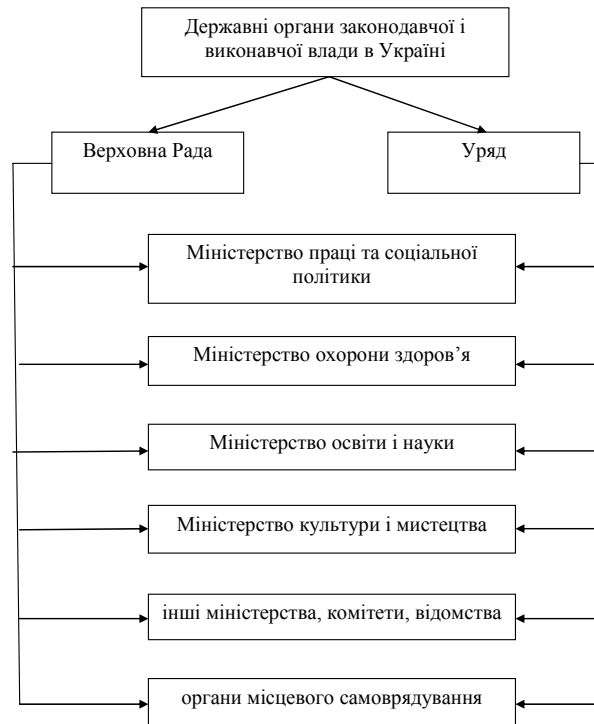 Державні органи законодавчої і
виконавчої влади в Україні
Верховна Рада
Уряд
Міністерство праці та соціальної
політики
Міністерство охорони здоров’я
Міністерство освіти і науки
Міністерство культури і мистецтва
інші міністерства, комітети, відомства
органи місцевого самоврядування